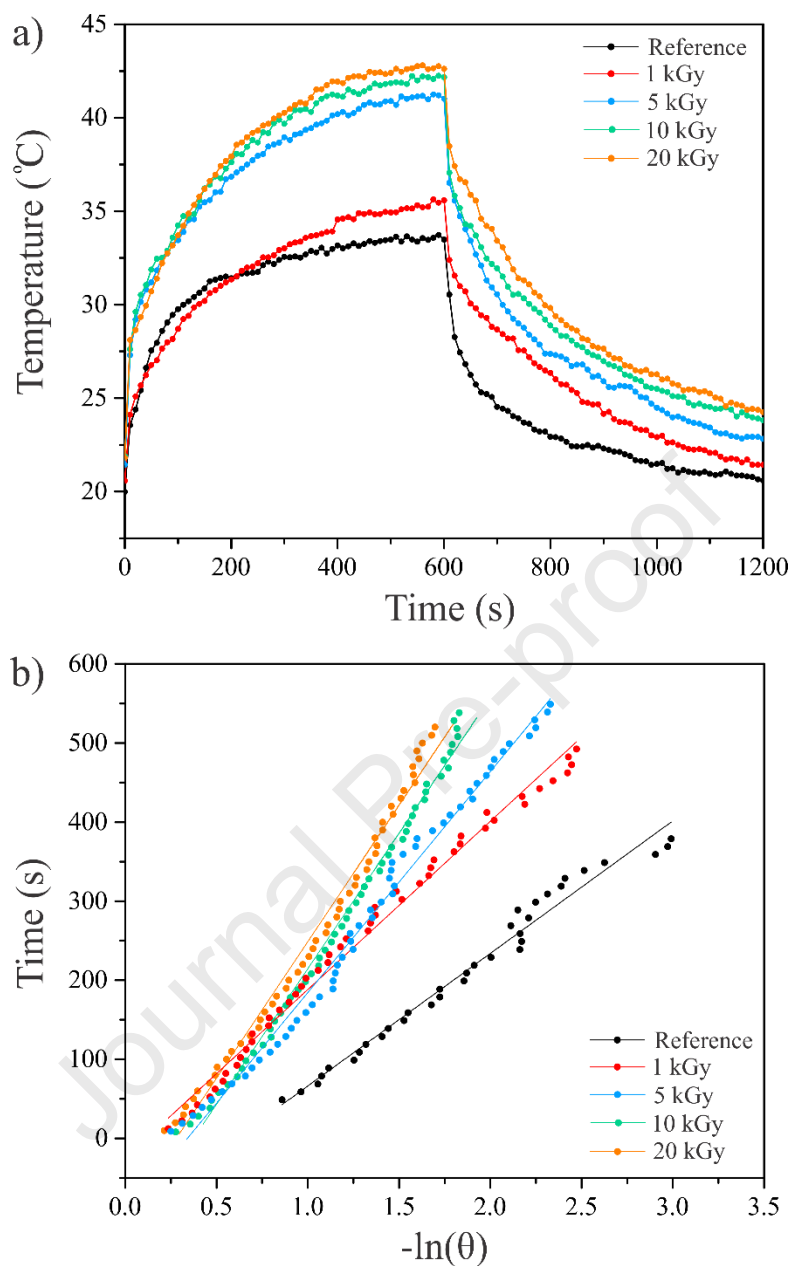 a)
Temperature (°C)
45
40
35
30
25
20
Reference
1 kGy
5 kGy
10 kGy
20 kGy
0 200 400 600 800 1000 1200
Time (s)
Journal Pre-proof
b)
Time (s)
600
500
400
300
200
100
0
Reference
1 kGy
5 kGy
10 kGy
20 kGy
0.0 0.5 1.0 1.5 2.0 2.5 3.0 3.5
-ln(θ)